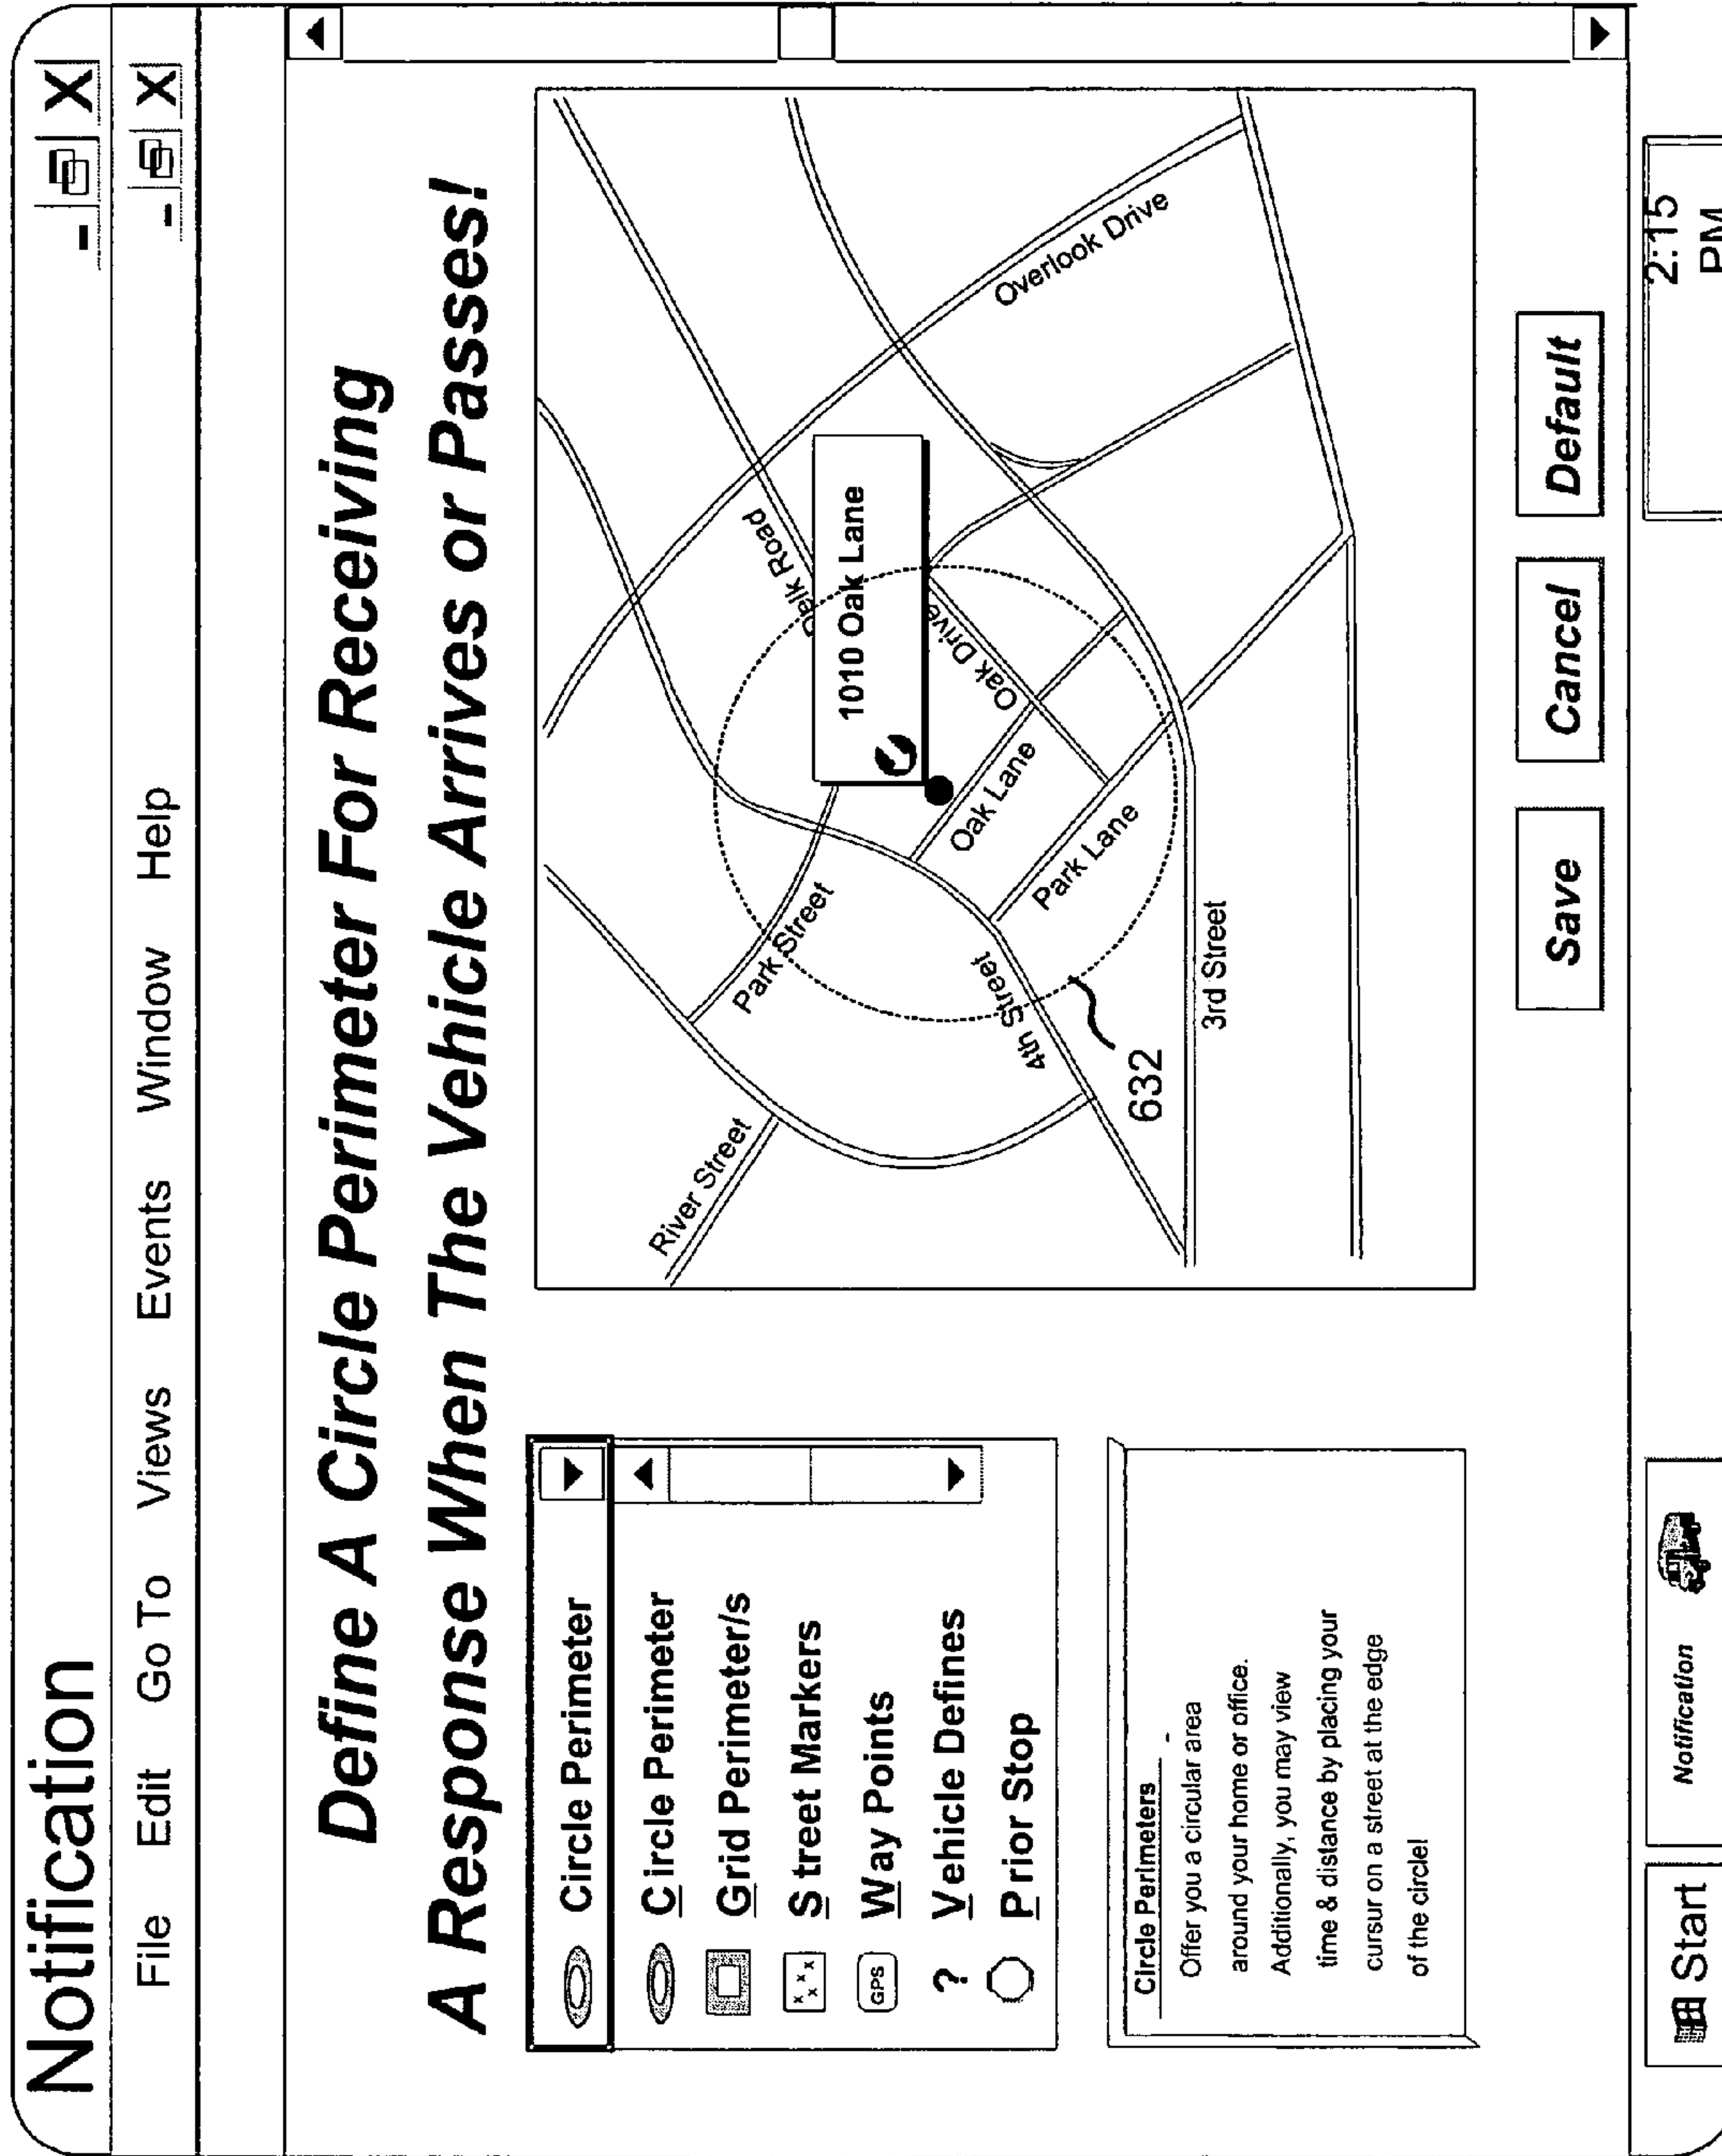 Notification
File Edit Go To Views Events Window Help
Define A Circle Perimeter For Receiving
A Response When The Vehicle Arrives or Passes!
Circle Perimeter
Circle Perimeter
Grid Perimeter/s
Street Markers
GPS Way Points
? Vehicle Defines
Prior Stop
Circle Perimeters
Offer you a circular area
around your home or office.
Additionally, you may view
time & distance by placing your
cursur on a street at the edge
of the circle!
River Street
Park Street
Delk Road
1010 Oak Lane
Overlook Drive
Oak Drive
Oak Lane
Park Lane
4th Street
632
3rd Street
Save Cancel Default
Start
Notification
2:15
PM